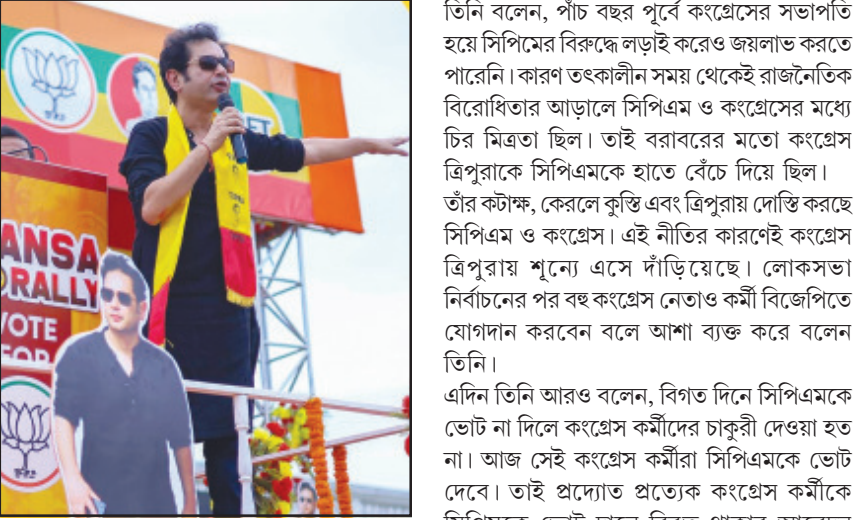 ANSA
RALLY
VOTE
FOR
তিনি বলেন, পাঁচ বছর পূর্বে কংগ্রেসের সভাপতি
হয়ে সিপিমের বিরুদ্ধে লড়াই করেও জয়লাভ করতে
পারেনি। কারণ তৎকালীন সময় থেকেই রাজনৈতিক
বিরোধিতার আড়ালে সিপিএম ও কংগ্রেসের মধ্যে
চির মিত্রতা ছিল। তাই বরাবরের মতো কংগ্রেস
ত্রিপুরাকে সিপিএমকে হাতে বেঁচে দিয়ে ছিল।
তাঁর কটাক্ষ, কেরলে কুস্তি এবং ত্রিপুরায় দোস্তি করছে
সিপিএম ও কংগ্রেস। এই নীতির কারণেই কংগ্রেস
ত্রিপুরায় শূন্যে এসে দাঁড়িয়েছে। লোকসভা
নির্বাচনের পর বহু কংগ্রেস নেতাও কর্মী বিজেপিতে
যোগদান করবেন বলে আশা ব্যক্ত করে বলেন
তিনি।
এদিন তিনি আরও বলেন, বিগত দিনে সিপিএমকে
ভোট না দিলে কংগ্রেস কর্মীদের চাকুরী দেওয়া হত
না। আজ সেই কংগ্রেস কর্মীরা সিপিএমকে ভোট
দেবে। তাই প্রদ্যোত প্রত্যেক কংগ্রেস কর্মীকে